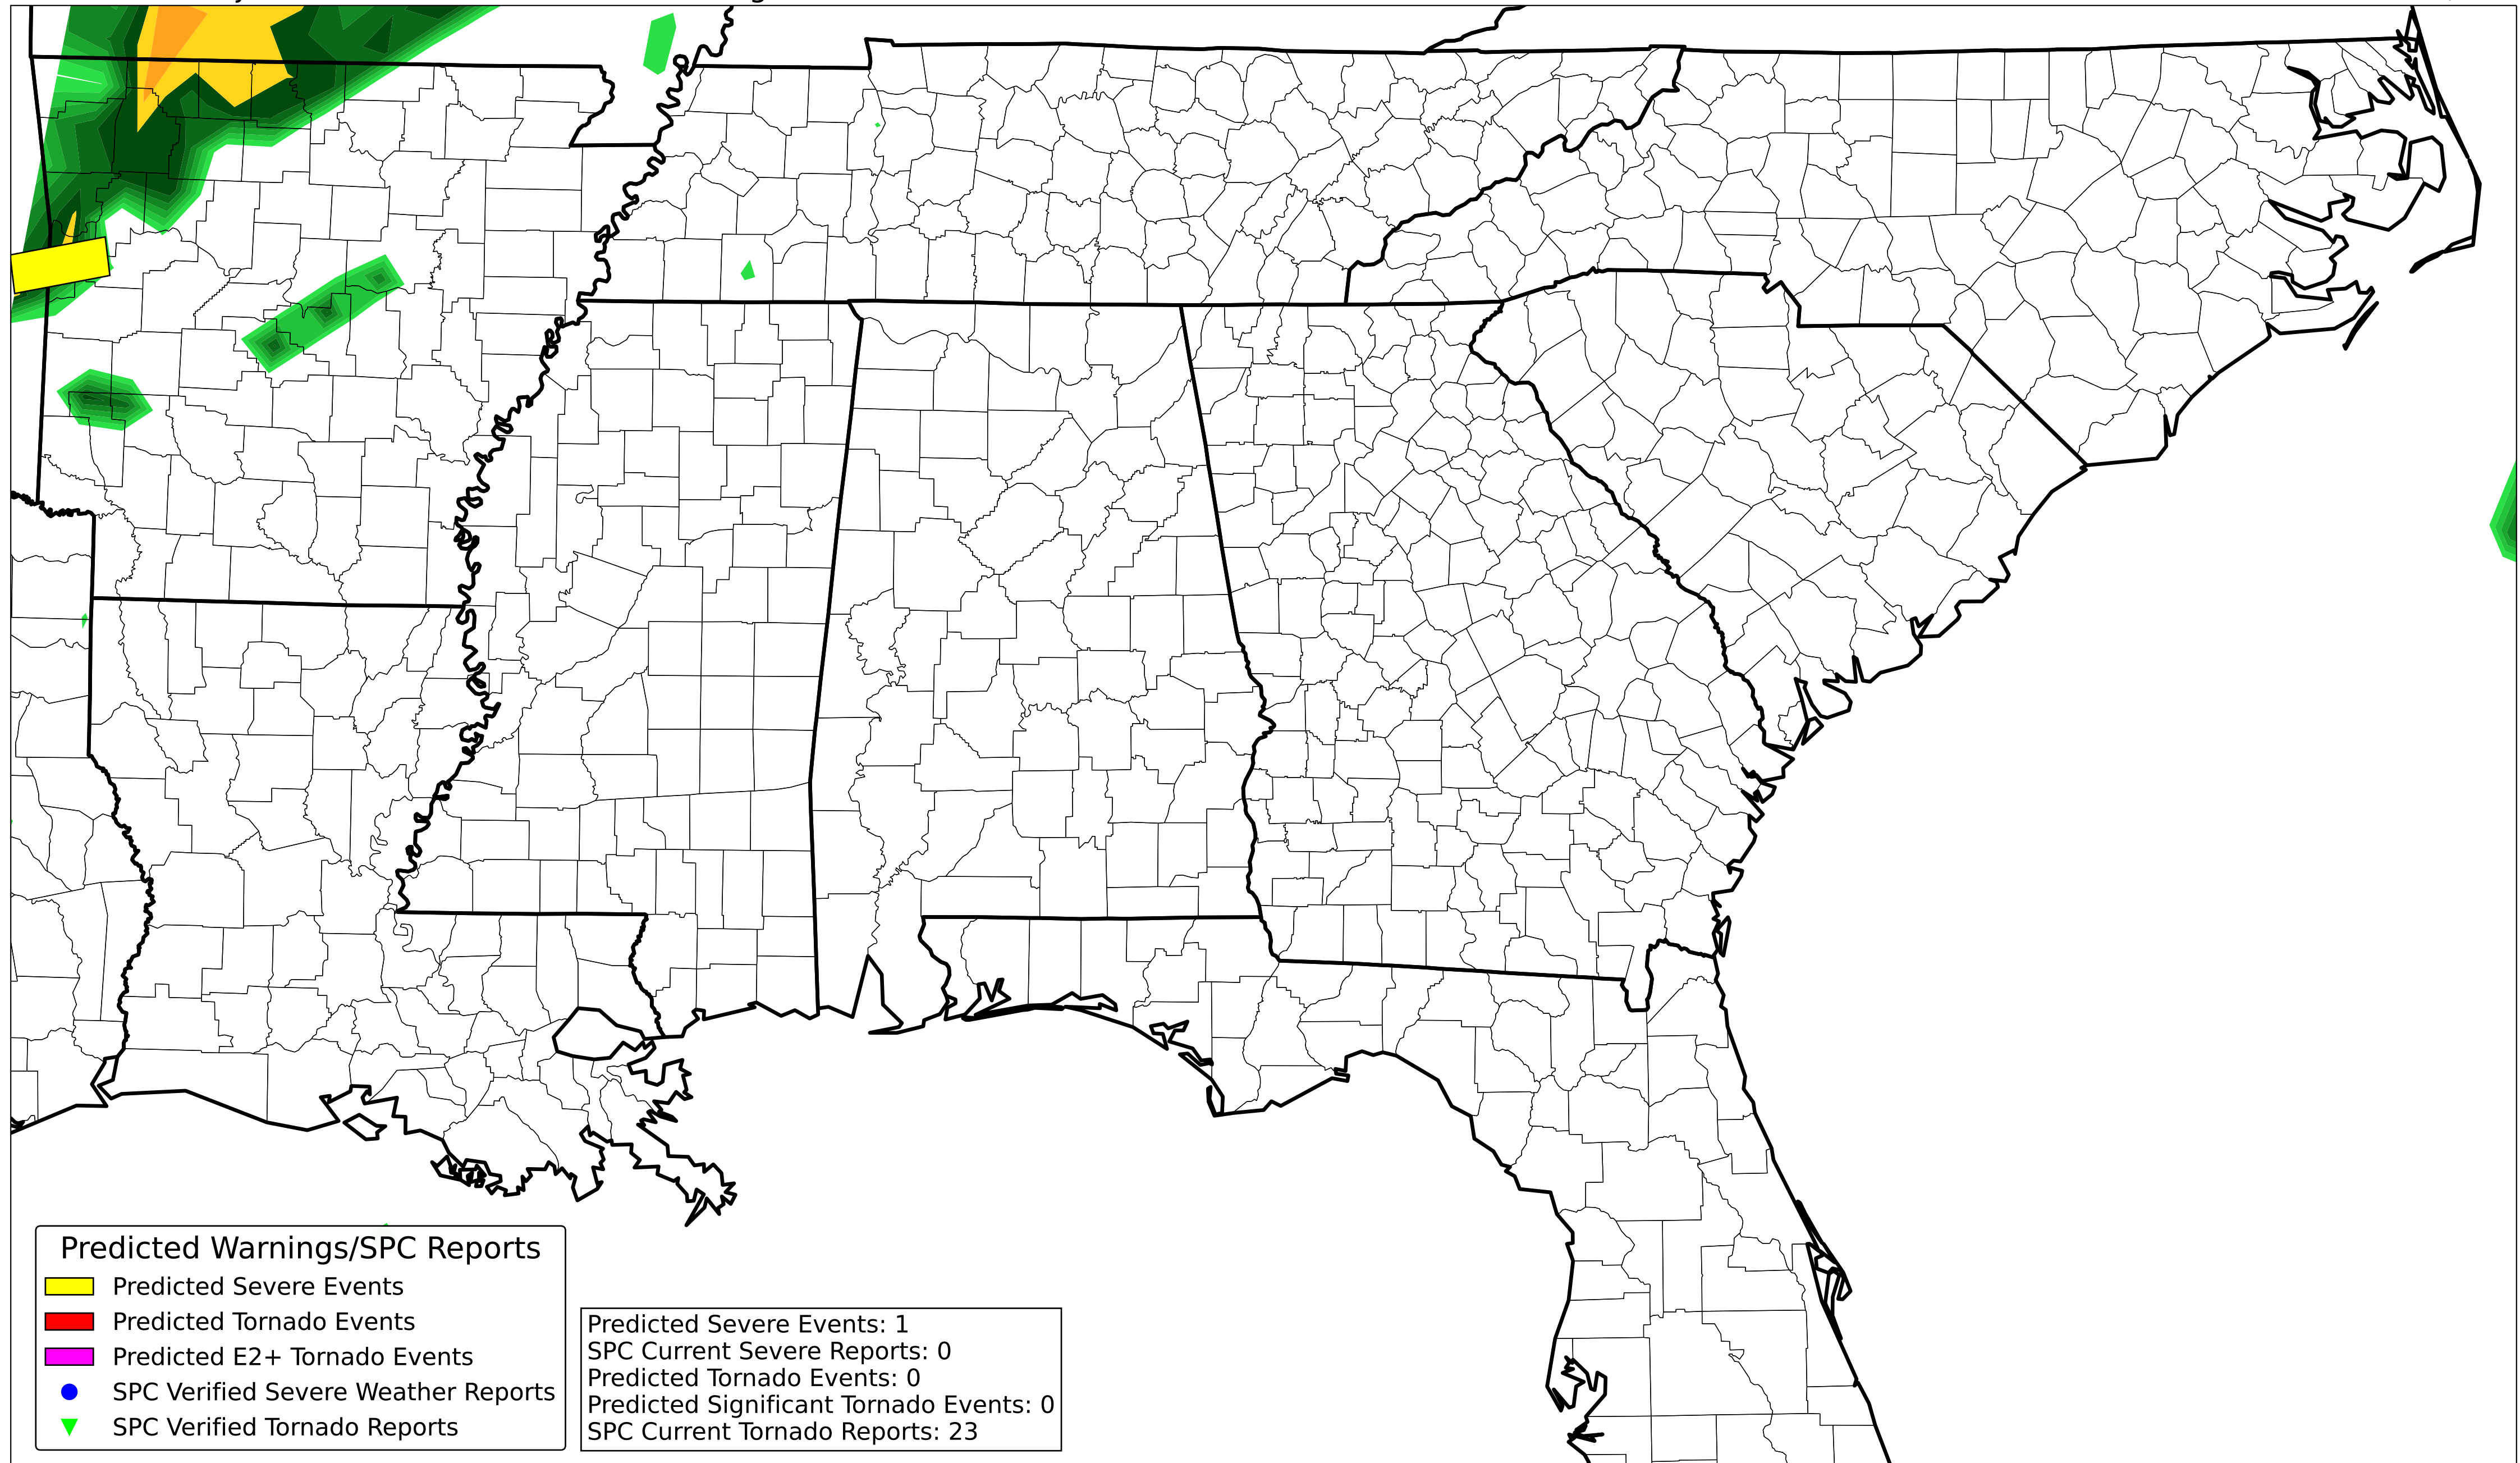 Predicted Warnings/SPC Reports
Predicted Severe Events
Predicted Tornado Events
Predicted E2+ Tornado Events
SPC Verified Severe Weather Reports
SPC Verified Tornado Reports
Predicted Severe Events: 1
SPC Current Severe Reports: 0
Predicted Tornado Events: 0
Predicted Significant Tornado Events: 0
SPC Current Tornado Reports: 23